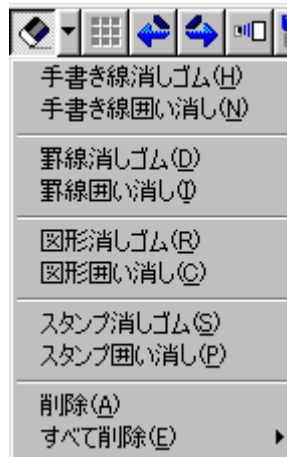 手書き線消しゴム(H)
手書き線囲い消し(N)
罫線消しゴム(D)
罫線囲い消し(I)
図形消しゴム(R)
図形囲い消し(C)
スタンプ消しゴム(S)
スタンプ囲い消し(P)
削除(A)
すべて削除(E)